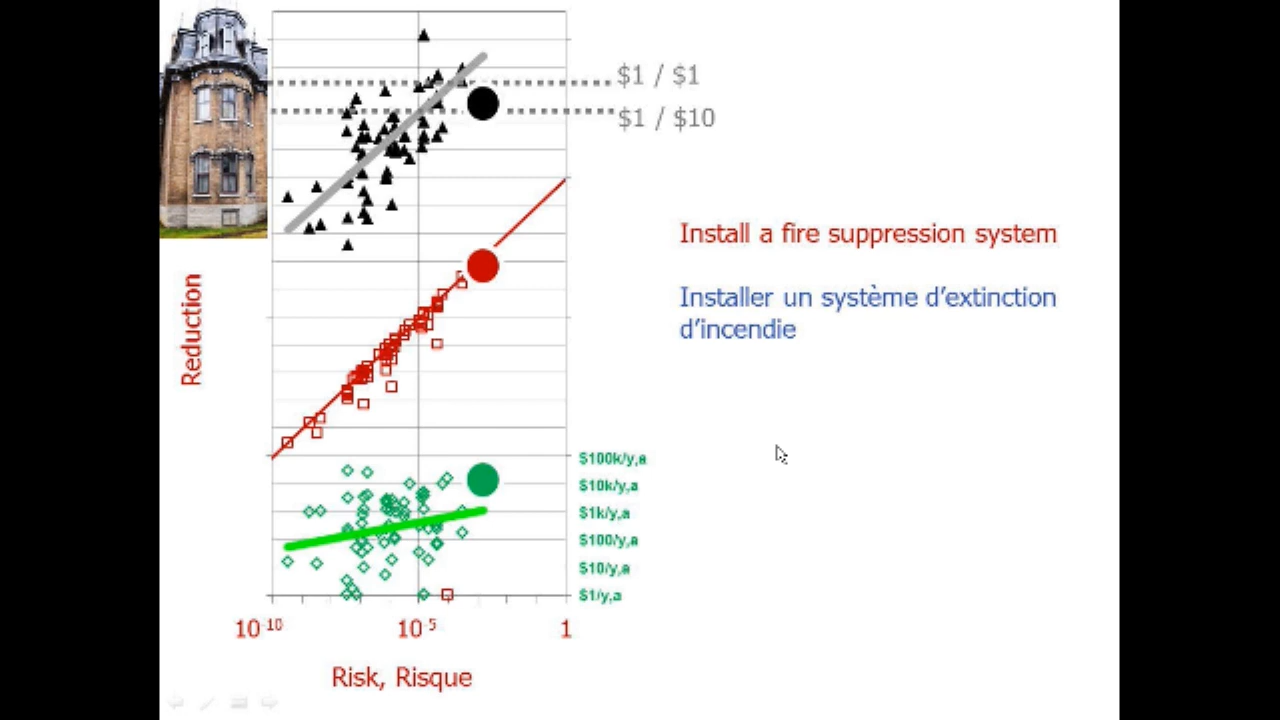 $1 / $1
$1 / $10
Install a fire suppression system
Installer un système d'extinction
d'incendie
Reduction
$100k/y,a
$10k/y,a
$1k/y,a
$100/y,a
$10/y,a
$1/y,a
10-10 10-5 1
Risk, Risque